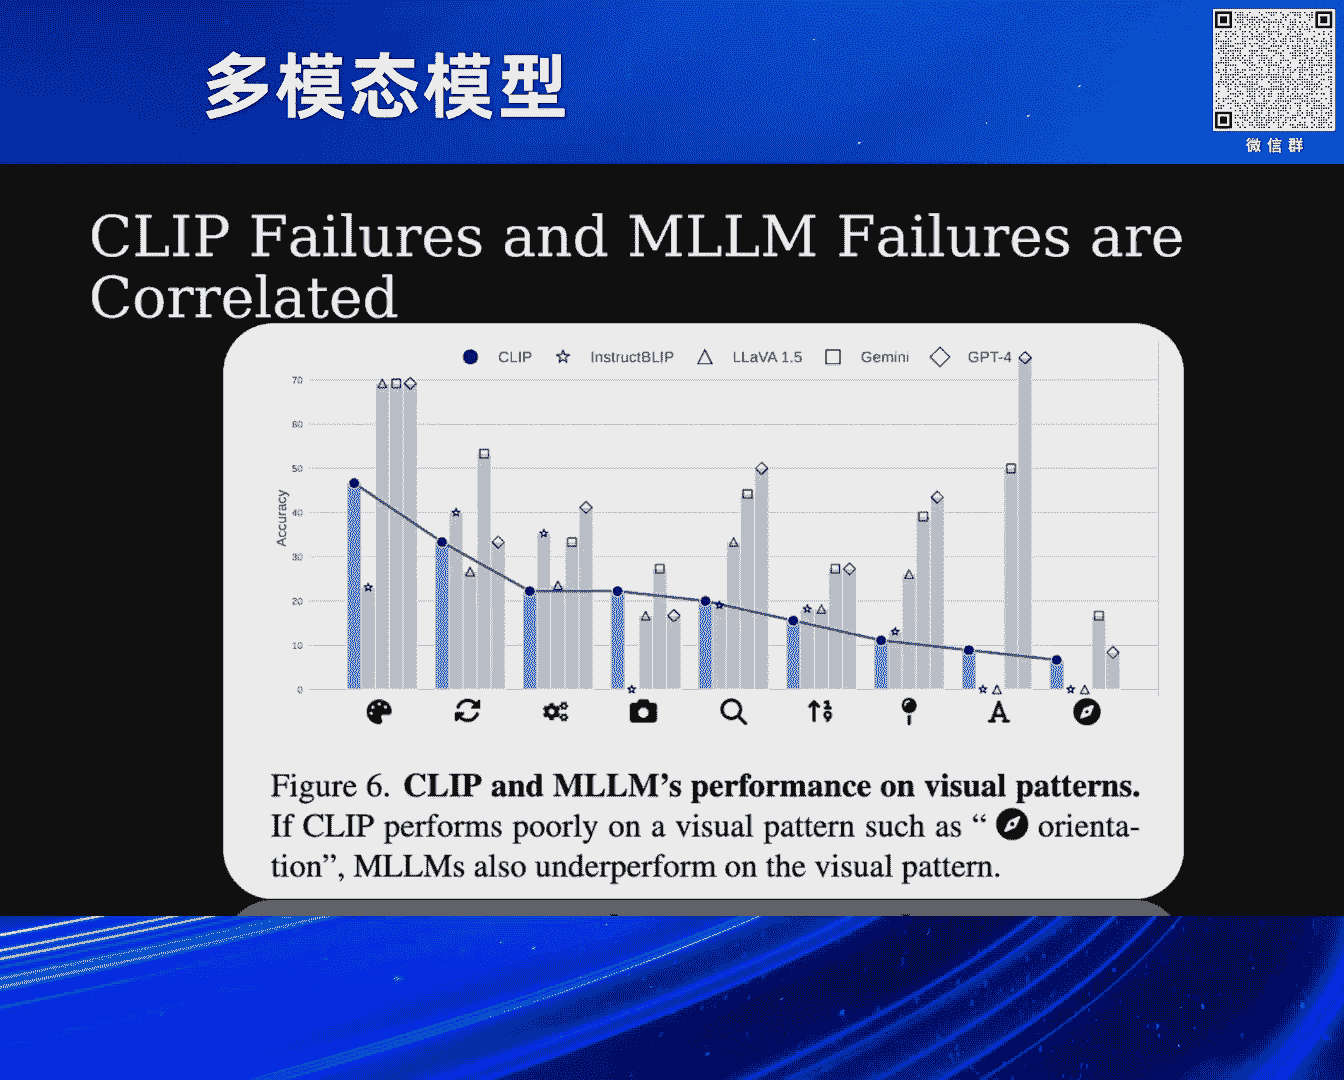 多模态模型
微信群
CLIP Failures and MLLM Failures are
Correlated
CLIP InstructBLIP LLaVA 1.5 Gemini GPT-4
70
60
50
40
30
20
10
0
Accuracy
Figure 6. CLIP and MLLM’s performance on visual patterns.
If CLIP performs poorly on a visual pattern such as “ orienta-
tion”, MLLMs also underperform on the visual pattern.